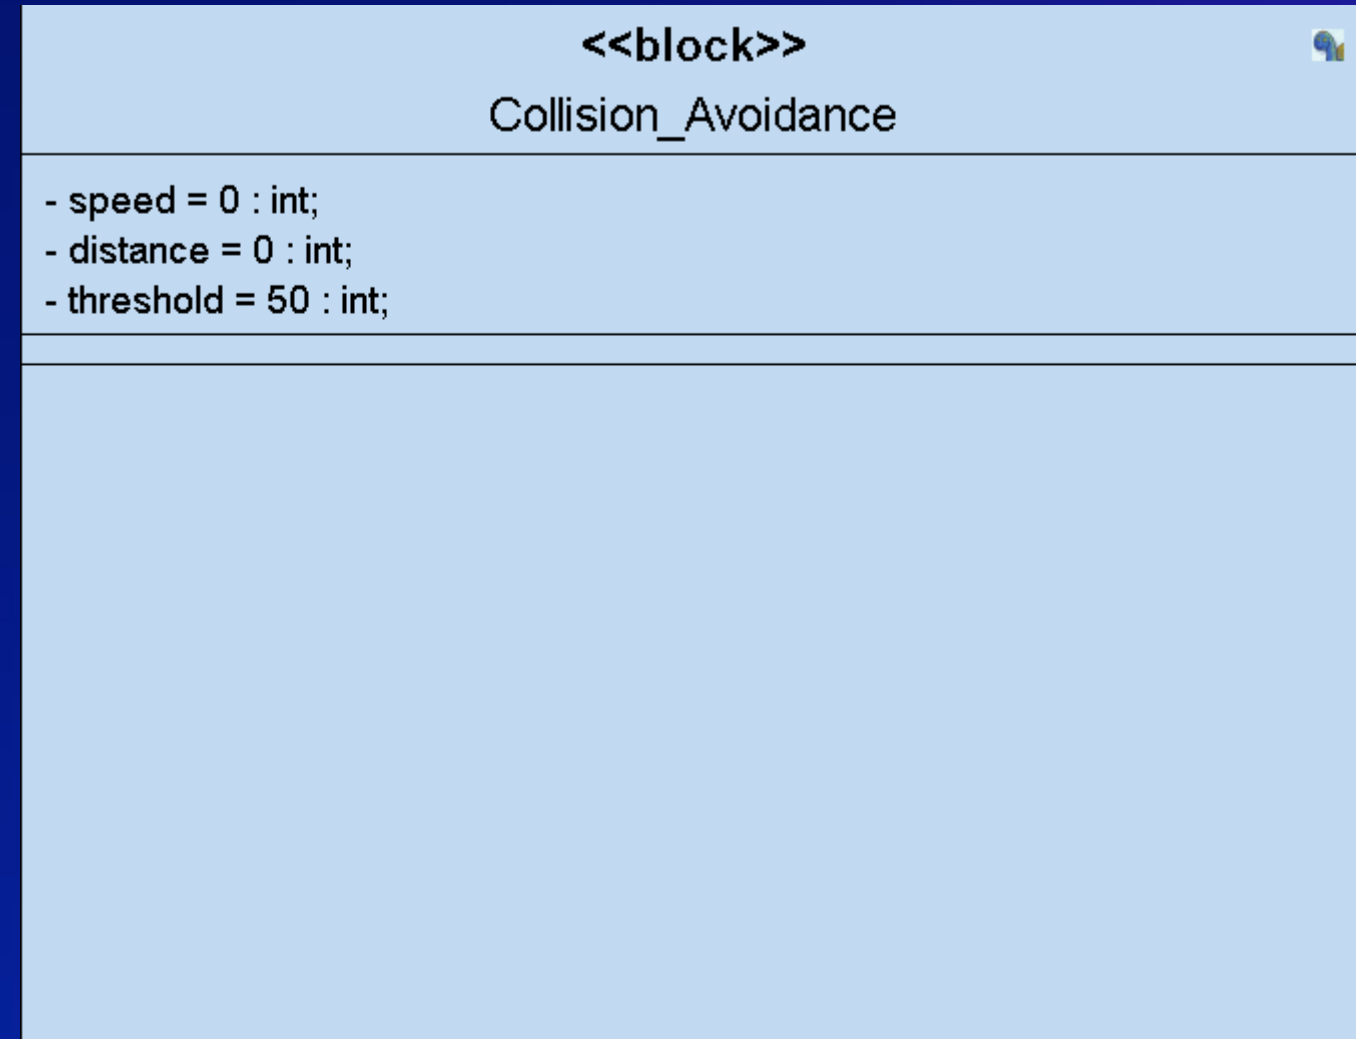 <<block>>
Collision_Avoidance
- speed = 0 : int;
- distance = 0 : int;
- threshold = 50 : int;